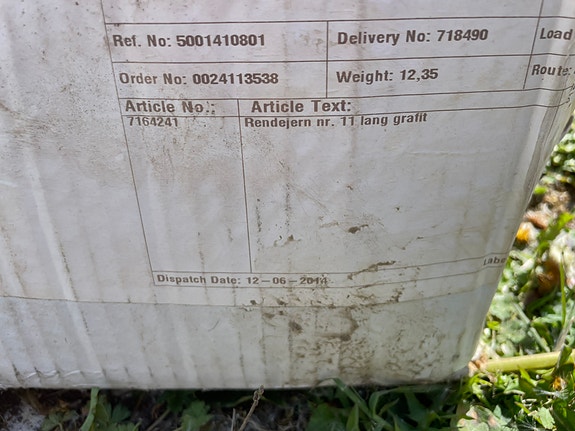 Ref. No: 5001410801
Delivery No: 718490
Load
Order No: 0024113538
Weight: 12,35
Route:
Article No.:
Article Text:
7164241
Rendejern nr. 11 lang grafit
Labe
Dispatch Date: 12-06-2014